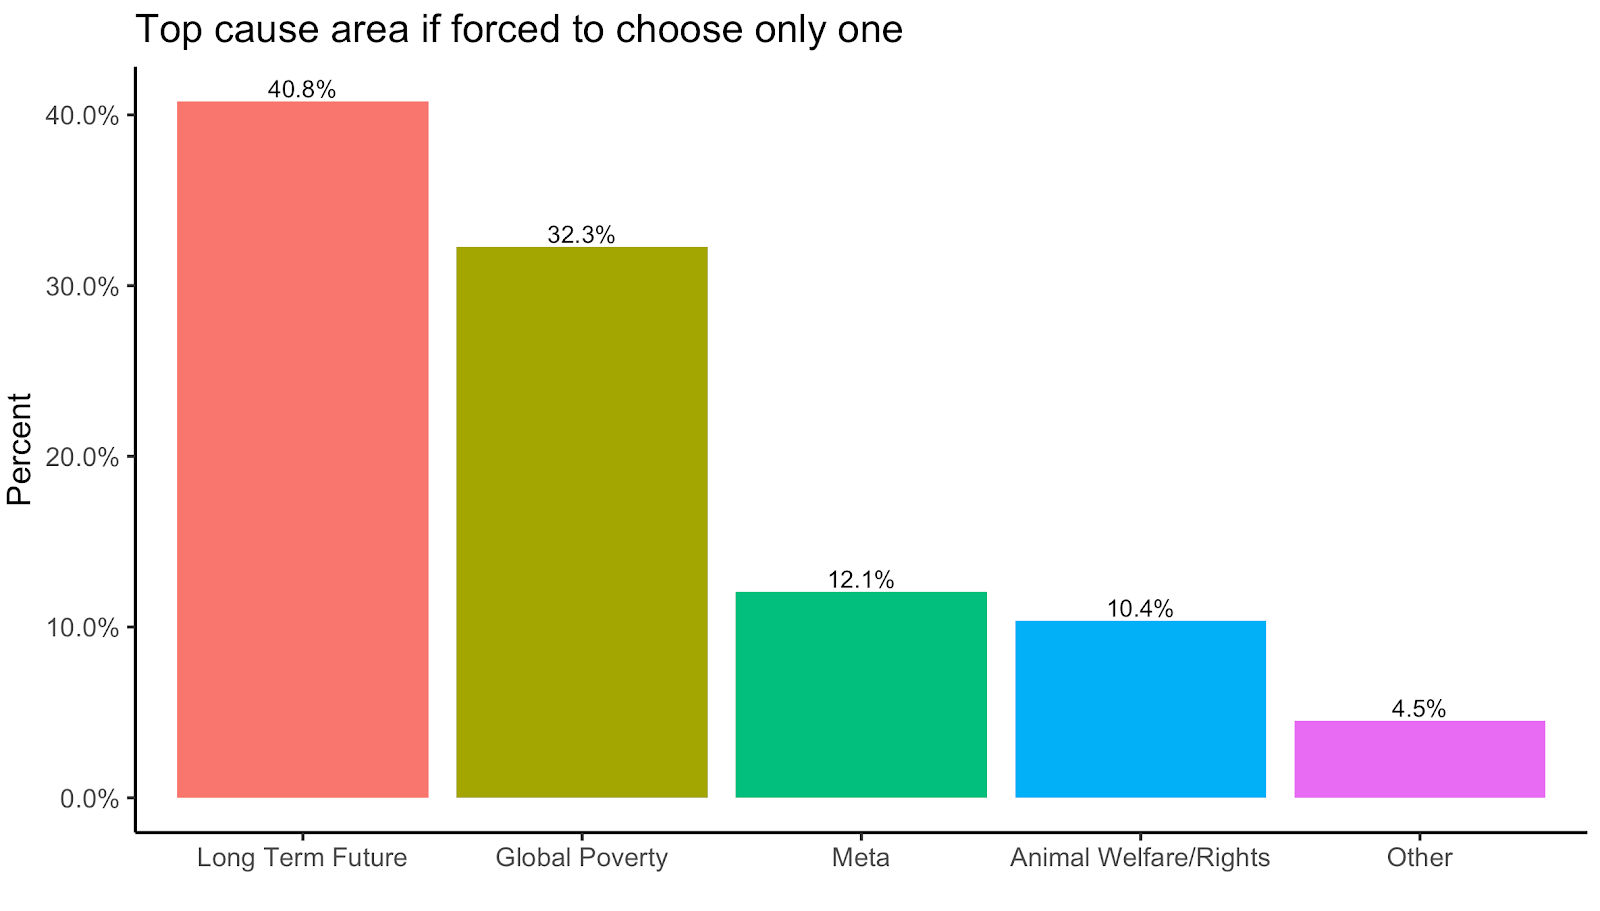 Top cause area if forced to choose only one
Percent
40.0%
30.0%
20.0%
10.0%
0.0%
40.8%
32.3%
12.1%
10.4%
4.5%
Long Term Future
Global Poverty
Meta
Animal Welfare/Rights
Other